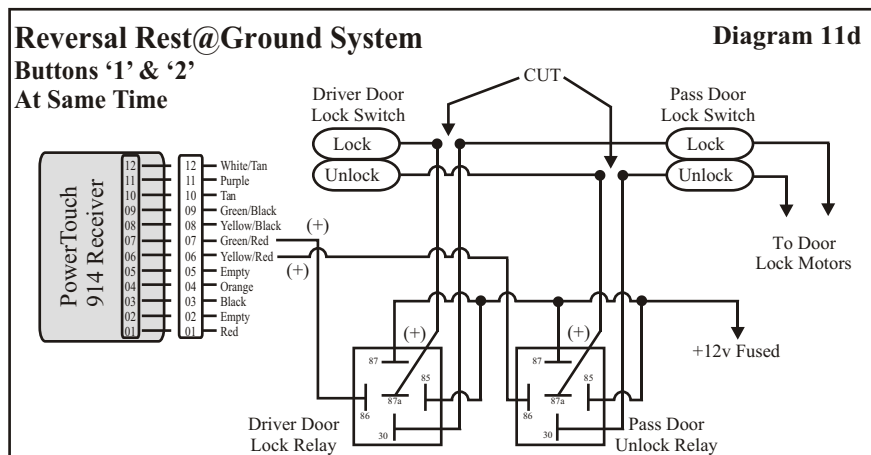 Reversal Rest@Ground System
Diagram 11d
Buttons ‘1’ & ‘2’
At Same Time
CUT
Driver Door
Lock Switch
Pass Door
Lock Switch
Lock
Unlock
Lock
Unlock
To Door
Lock Motors
PowerTouch
914 Receiver
12 12 White/Tan
11 11 Purple
10 10 Tan
09 09 Green/Black
08 08 Yellow/Black
07 07 Green/Red
06 06 Yellow/Red
05 05 Empty
04 04 Orange
03 03 Black
02 02 Empty
01 01 Red
(+)
(+)
(+)
(+)
+12v Fused
87
85
86
87a
30
87
85
86
87a
30
Driver Door
Lock Relay
Pass Door
Unlock Relay